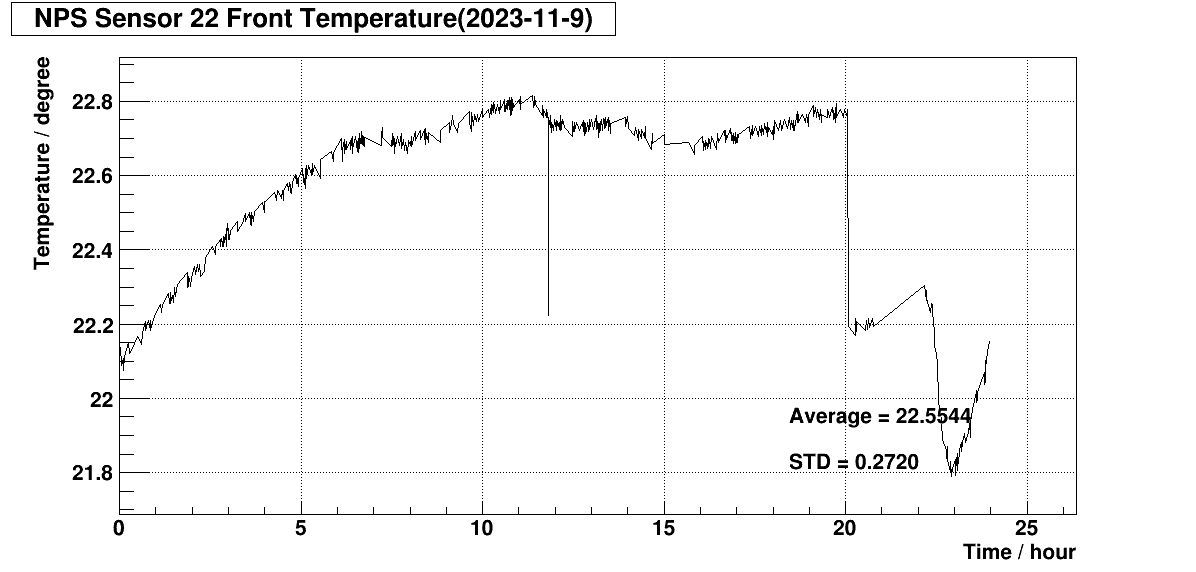 NPS Sensor 22 Front Temperature(2023-11-9)
Temperature / degree
22.8
22.6
22.4
22.2
22
21.8
Average = 22.5544
STD = 0.2720
0 5 10 15 20 25
Time / hour